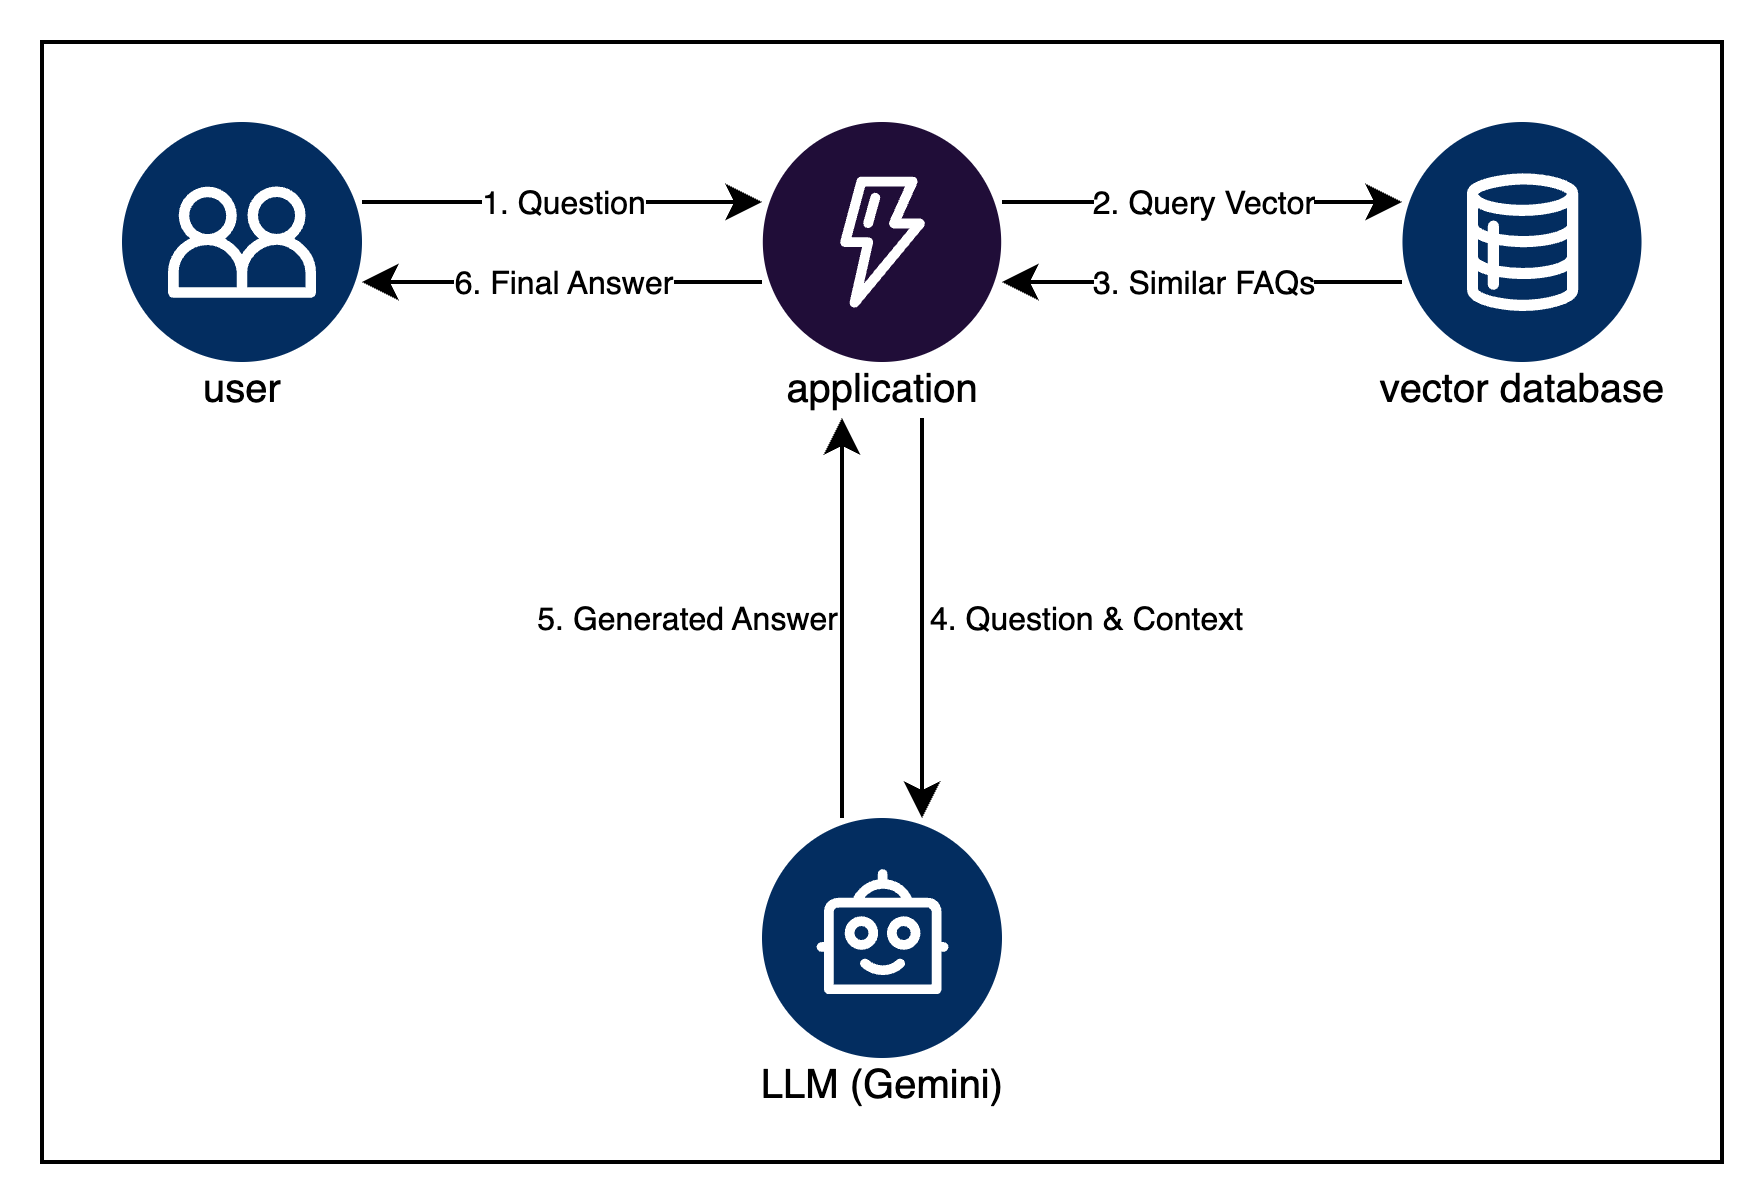 1. Question
2. Query Vector
6. Final Answer
3. Similar FAQs
user
application
vector database
5. Generated Answer
4. Question & Context
LLM (Gemini)